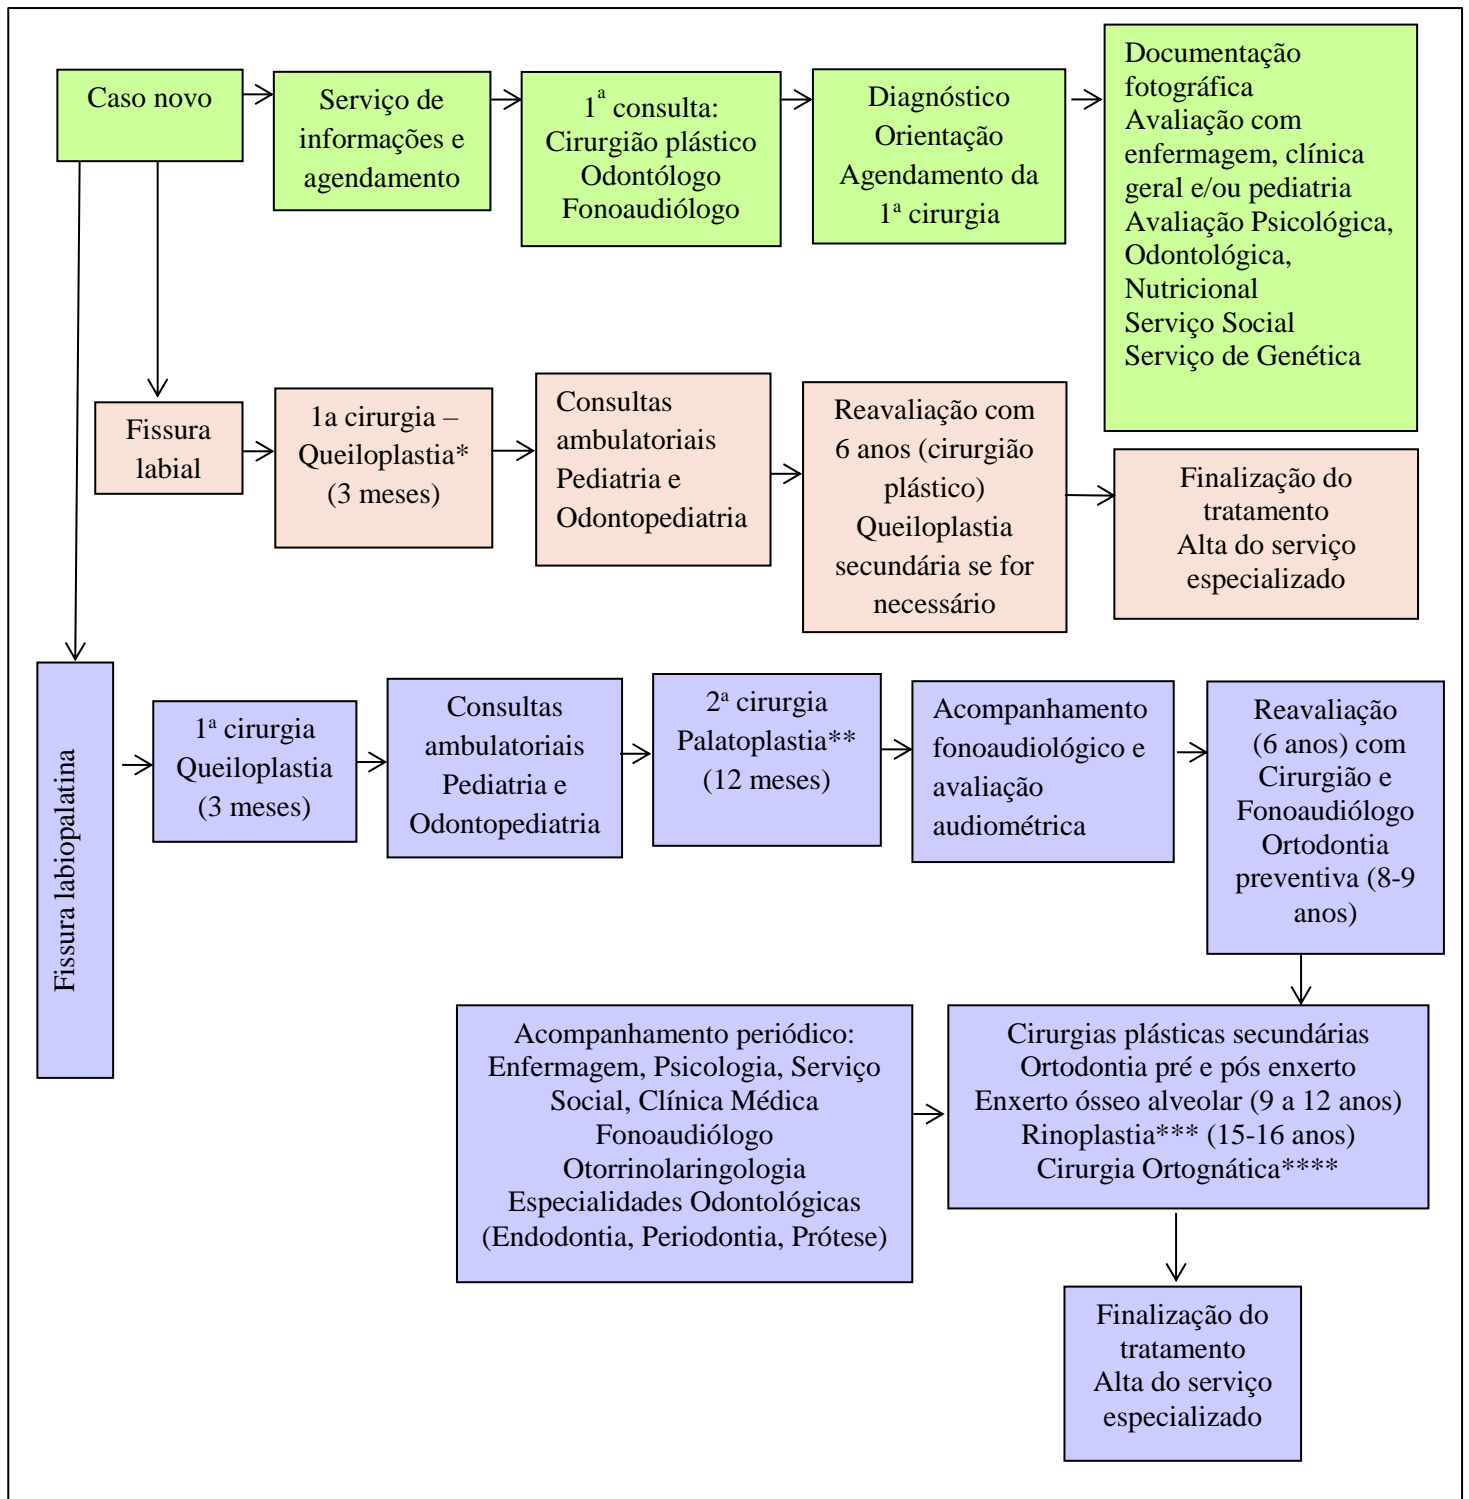 Caso novo
Serviço de
informações e
agendamento
1ª consulta:
Cirurgião plástico
Odontólogo
Fonoaudiólogo
Diagnóstico
Orientação
Agendamento da
1ª cirurgia
Documentação
fotográfica
Avaliação com
enfermagem, clínica
geral e/ou pediatria
Avaliação Psicológica,
Odontológica,
Nutricional
Serviço Social
Serviço de Genética
Fissura
labial
1a cirurgia –
Queiloplastia*
(3 meses)
Consultas
ambulatoriais
Pediatria e
Odontopediatria
Reavaliação com
6 anos (cirurgião
plástico)
Queiloplastia
secundária se for
necessário
Finalização do
tratamento
Alta do serviço
especializado
Fissura labiopalatina
1ª cirurgia
Queiloplastia
(3 meses)
Consultas
ambulatoriais
Pediatria e
Odontopediatria
2ª cirurgia
Palatoplastia**
(12 meses)
Acompanhamento
fonoaudiológico e
avaliação
audiométrica
Reavaliação
(6 anos) com
Cirurgião e
Fonoaudiólogo
Ortodontia
preventiva (8-9
anos)
Acompanhamento periódico:
Enfermagem, Psicologia, Serviço
Social, Clínica Médica
Fonoaudiólogo
Otorrinolaringologia
Especialidades Odontológicas
(Endodontia, Periodontia, Prótese)
Cirurgias plásticas secundárias
Ortodontia pré e pós enxerto
Enxerto ósseo alveolar (9 a 12 anos)
Rinoplastia*** (15-16 anos)
Cirurgia Ortognática****
Finalização do
tratamento
Alta do serviço
especializado